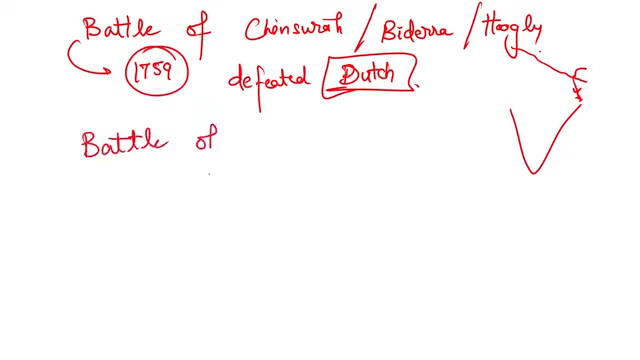 Battle of Chinsurah / Biderra / Hoogly
1759 defeated Dutch.
Battle of